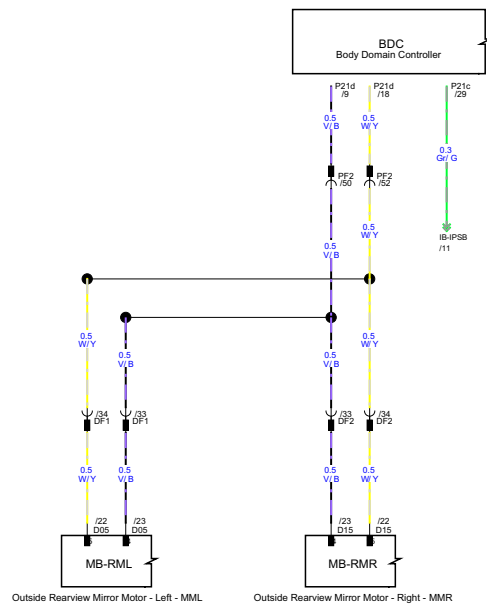 BDC
Body Domain Controller
P21d
/9
P21d
/18
P21c
/29
0.5
V/ B
0.5
W/ Y
0.3
Gr/ G
PF2
/50
PF2
/52
0.5
V/ B
0.5
W/ Y
IB-IPSB
/11
0.5
W/ Y
0.5
V/ B
0.5
V/ B
0.5
W/ Y
/34
DF1
/33
DF1
/33
DF2
/34
DF2
0.5
W/ Y
0.5
V/ B
0.5
V/ B
0.5
W/ Y
/22
D05
/23
D05
/23
D15
/22
D15
MB-RML
MB-RMR
Outside Rearview Mirror Motor - Left - MML
Outside Rearview Mirror Motor - Right - MMR